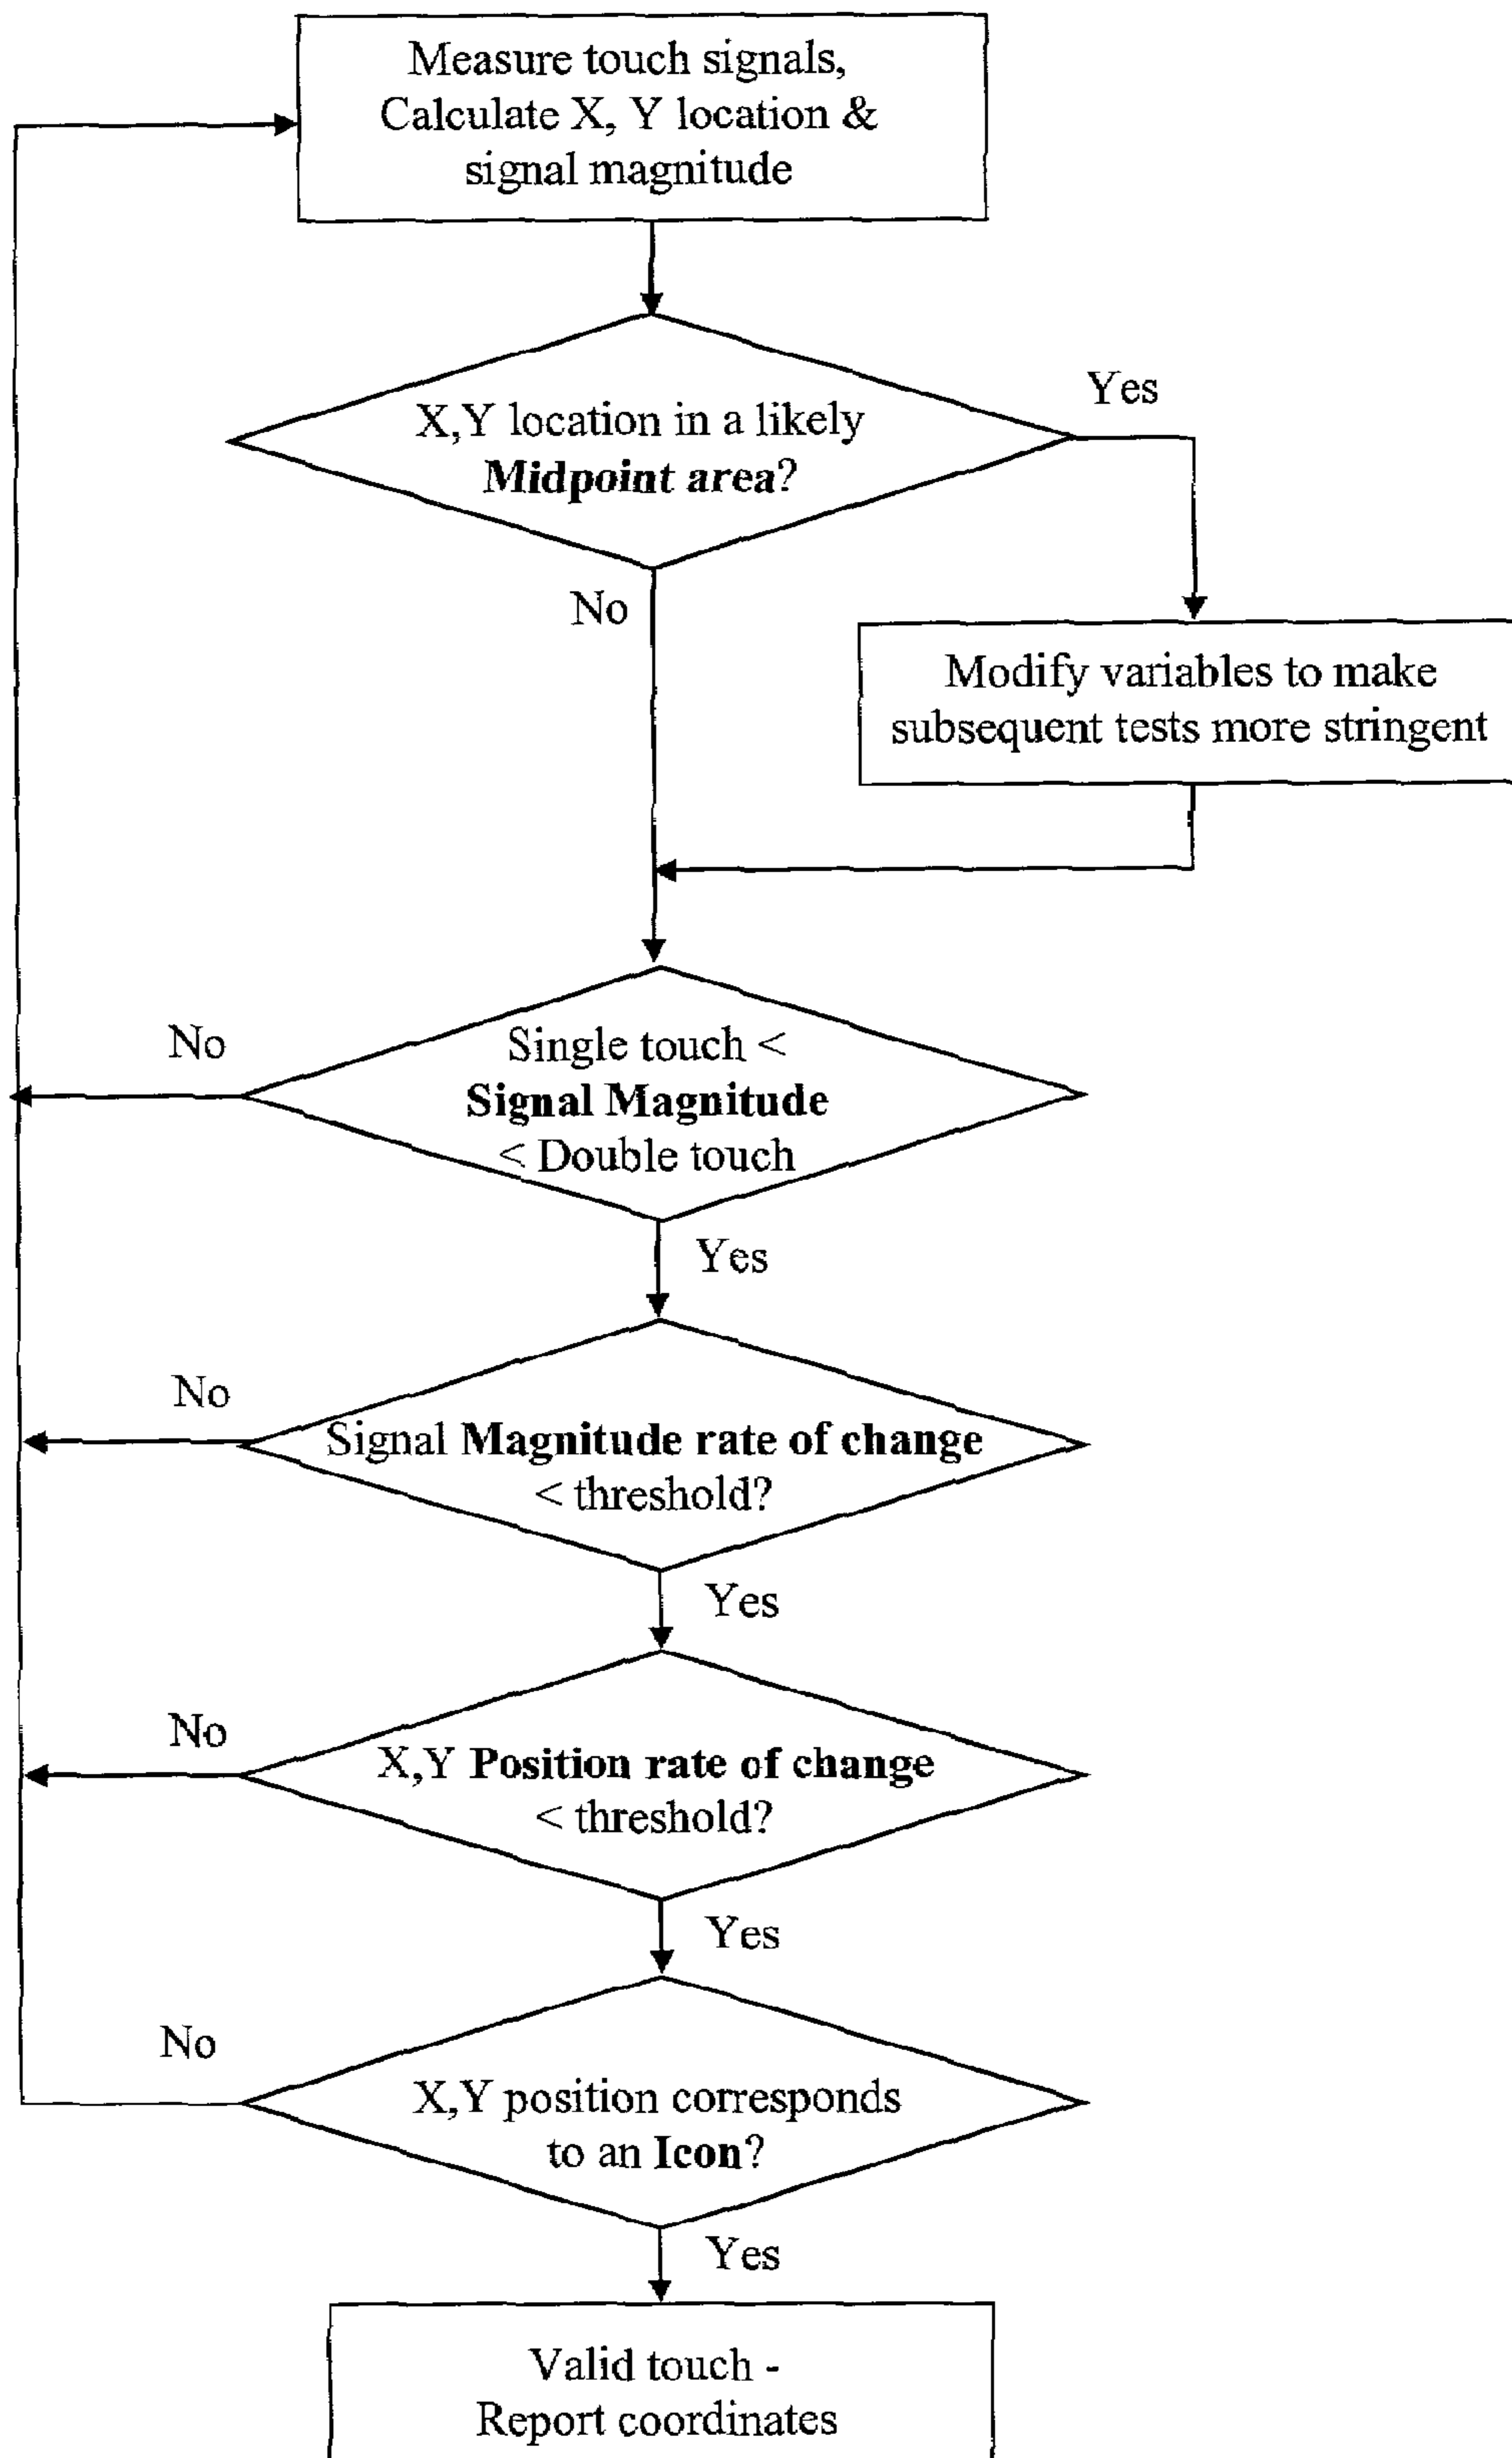 Measure touch signals,
Calculate X, Y location &
signal magnitude
X,Y location in a likely
Midpoint area?
Yes
No
Modify variables to make
subsequent tests more stringent
No
Single touch <
Signal Magnitude
< Double touch
Yes
No
Signal Magnitude rate of change
< threshold?
Yes
No
X,Y Position rate of change
< threshold?
Yes
No
X,Y position corresponds
to an Icon?
Yes
Valid touch -
Report coordinates